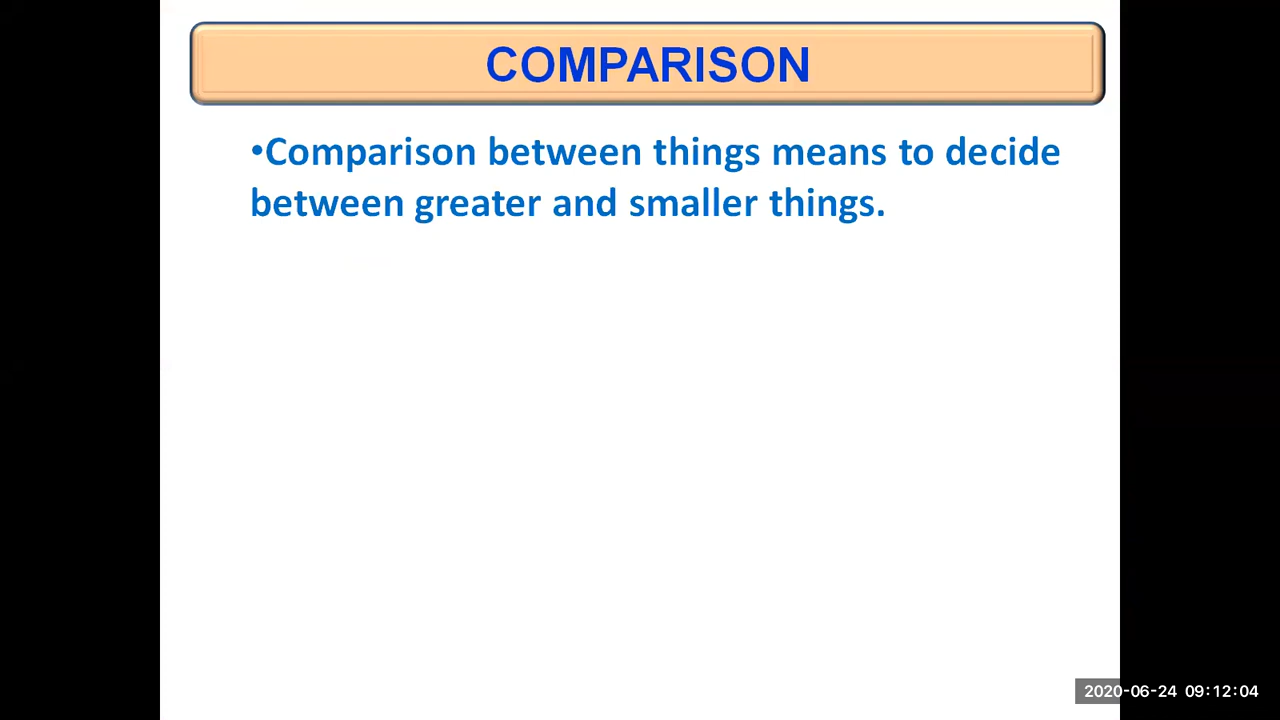 COMPARISON
•Comparison between things means to decide
between greater and smaller things.
2020-06-24 09:12:04